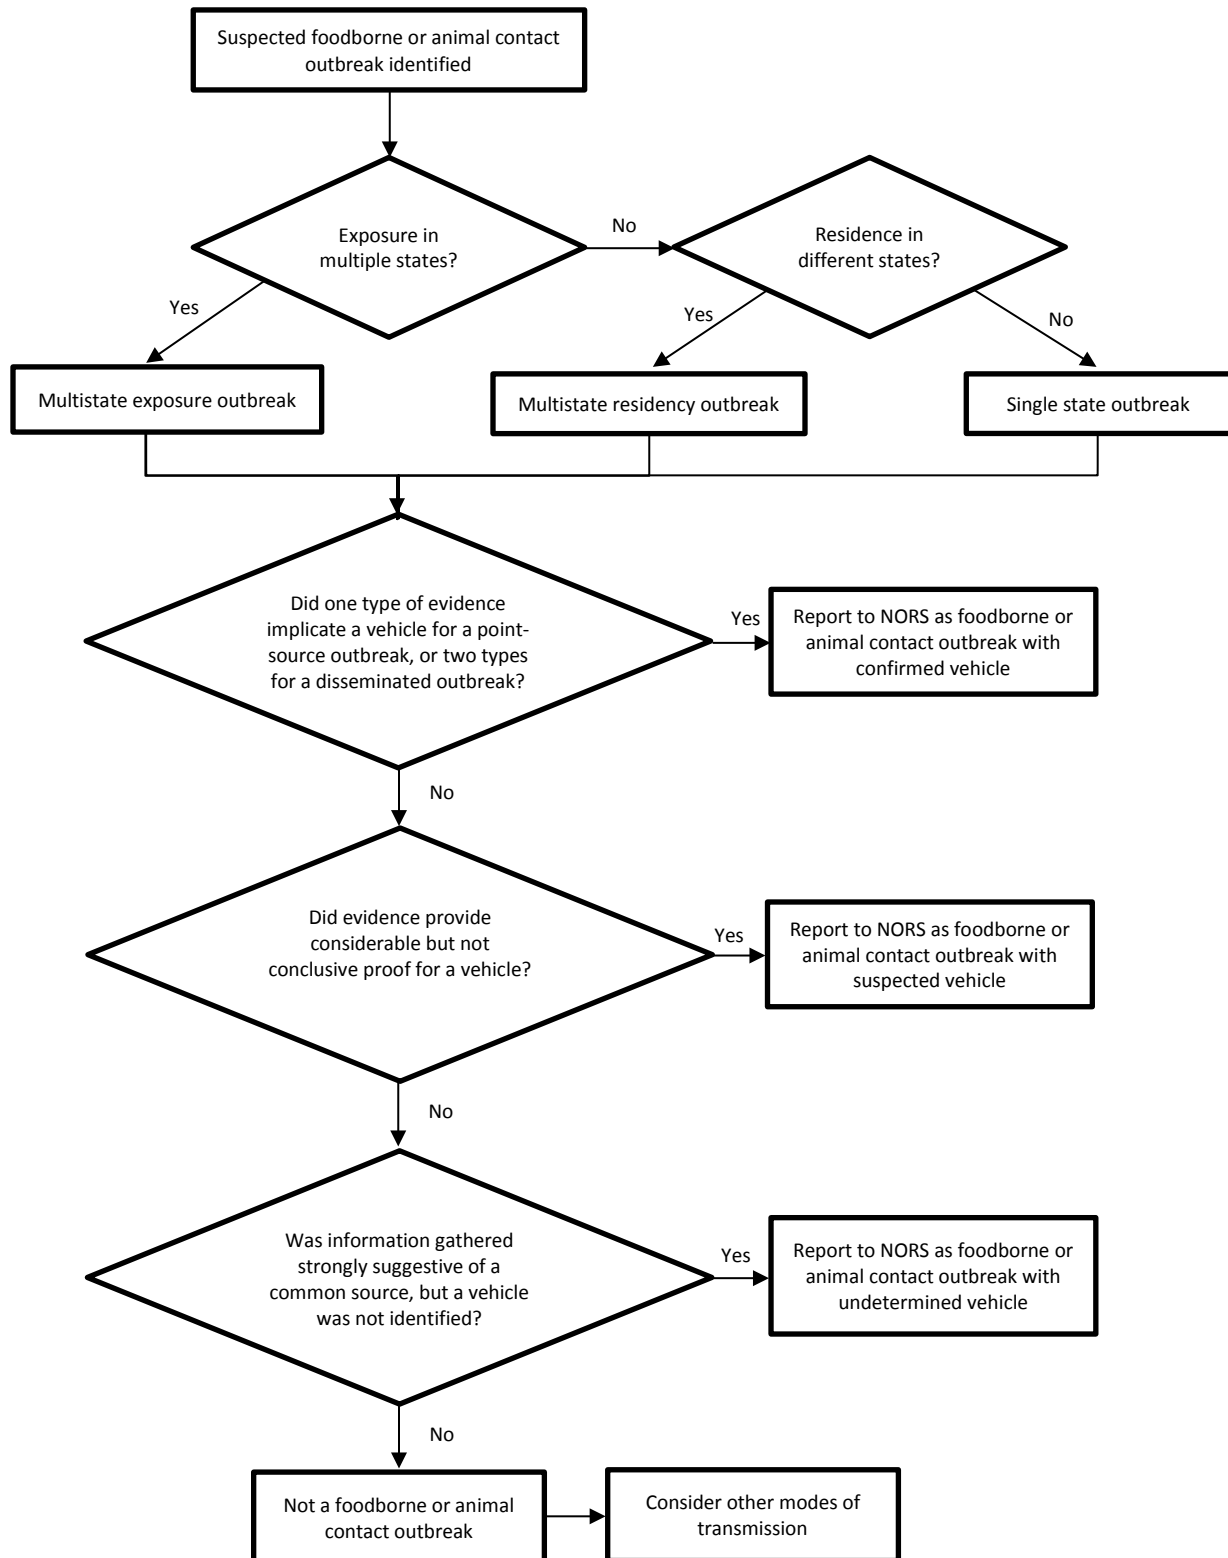 Suspected foodborne or animal contact
outbreak identified
Exposure in
multiple states?
No
Residence in
different states?
Yes
Yes
No
Multistate exposure outbreak
Multistate residency outbreak
Single state outbreak
Did one type of evidence
implicate a vehicle for a point-
source outbreak, or two types
for a disseminated outbreak?
Yes
Report to NORS as foodborne or
animal contact outbreak with
confirmed vehicle
No
Did evidence provide
considerable but not
conclusive proof for a vehicle?
Yes
Report to NORS as foodborne or
animal contact outbreak with
suspected vehicle
No
Was information gathered
strongly suggestive of a
common source, but a vehicle
was not identified?
Yes
Report to NORS as foodborne or
animal contact outbreak with
undetermined vehicle
No
Not a foodborne or animal
contact outbreak
Consider other modes of
transmission